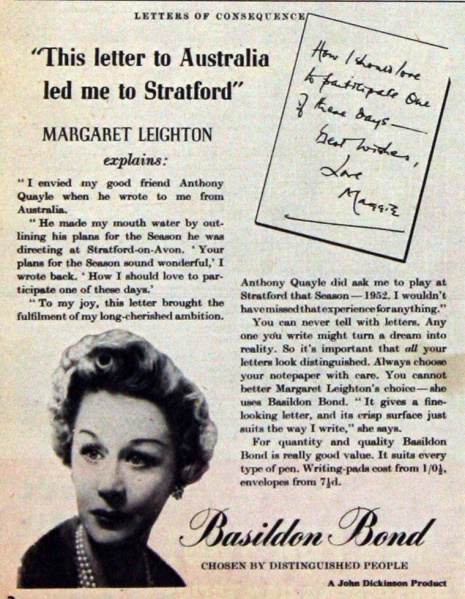 LETTERS OF CONSEQUENCE
"This letter to Australia
led me to Stratford"
MARGARET LEIGHTON
explains:
"I envied my good friend Anthony
Quayle when he wrote to me from
Australia.
"He made my mouth water by out-
lining his plans for the Season he was
directing at Stratford-on-Avon. 'Your
plans for the Season sound wonderful,' I
wrote back. 'How I should love to par-
ticipate one of these days.'
"To my joy, this letter brought the
fulfilment of my long-cherished ambition.
How I should love
to participate One
of these days—
Best wishes,
Love
Maggie
Anthony Quayle did ask me to play at
Stratford that Season—1952. I wouldn't
have missed that experience for anything."
You can never tell with letters. Any
one you write might turn a dream into
reality. So it's important that all your
letters look distinguished. Always choose
your notepaper with care. You cannot
better Margaret Leighton's choice—she
uses Basildon Bond. "It gives a fine-
looking letter, and its crisp surface just
suits the way I write," she says.
For quantity and quality Basildon
Bond is really good value. It suits every
type of pen. Writing-pads cost from 1/0½,
envelopes from 7½d.
Basildon Bond
CHOSEN BY DISTINGUISHED PEOPLE
A John Dickinson Product